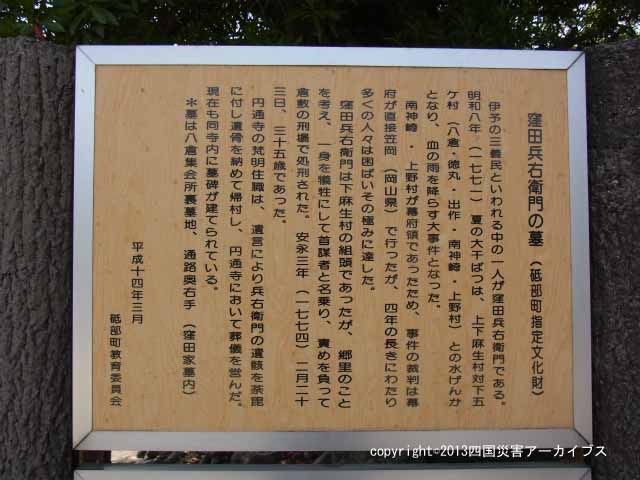 窪田兵右衛門の墓（砥部町指定文化財）
伊予の三義民といわれる中の一人が窪田兵右衛門である。
明和八年（一七七一）夏の大干ばつは、上下麻生村対下五
ケ村（八倉・徳丸・出作・南神崎・上野村）との水げんか
となり、血の雨を降らす大事件となった。
南神崎・上野村が幕府領であったため、事件の裁判は幕
府が直接笠岡（岡山県）で行ったが、四年の長きにわたり
多くの人々は困ぱいその極みに達した。
窪田兵右衛門は下麻生村の組頭であったが、郷里のこと
を考え、一身を犠牲にして首謀者と名乗り、責めを負って
倉敷の刑場で処刑された。安永三年（一七七四）二月二十
三日、三十五歳であった。
円通寺の梵明住職は、遺言により兵右衛門の遺骸を荼毘
に付し遺骨を納めて帰村し、円通寺において葬儀を営んだ。
現在も同寺内に墓碑が建てられている。
＊墓は八倉集会所裏墓地、通路奥右手（窪田家墓内）
平成十四年三月
砥部町教育委員会
copyright-2013四国災害アーカイブス